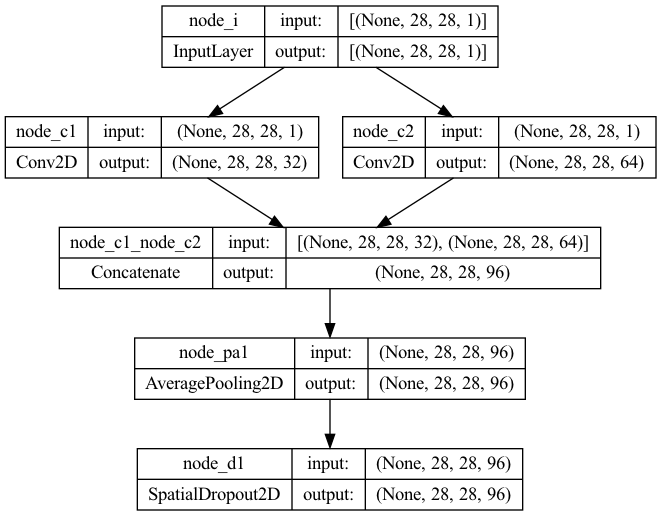 node_i input: [(None, 28, 28, 1)]
InputLayer output: [(None, 28, 28, 1)]
node_c1 input: (None, 28, 28, 1)
Conv2D output: (None, 28, 28, 32)
node_c2 input: (None, 28, 28, 1)
Conv2D output: (None, 28, 28, 64)
node_c1_node_c2 input: [(None, 28, 28, 32), (None, 28, 28, 64)]
Concatenate output: (None, 28, 28, 96)
node_pa1 input: (None, 28, 28, 96)
AveragePooling2D output: (None, 28, 28, 96)
node_d1 input: (None, 28, 28, 96)
SpatialDropout2D output: (None, 28, 28, 96)